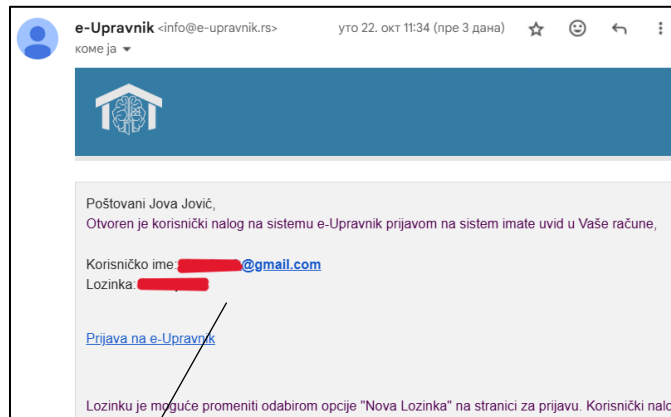 e-Upravnik <info@e-upravnik.rs> уто 22. окт 11:34 (пре 3 дана)
коме ја
Poštovani Jova Jović,
Otvoren je korisnički nalog na sistemu e-Upravnik prijavom na sistem imate uvid u Vaše račune,
Korisničko ime: @gmail.com
Lozinka:
Prijava na e-Upravnik
Lozinku je moguće promeniti odabirom opcije "Nova Lozinka" na stranici za prijavu. Korisnički